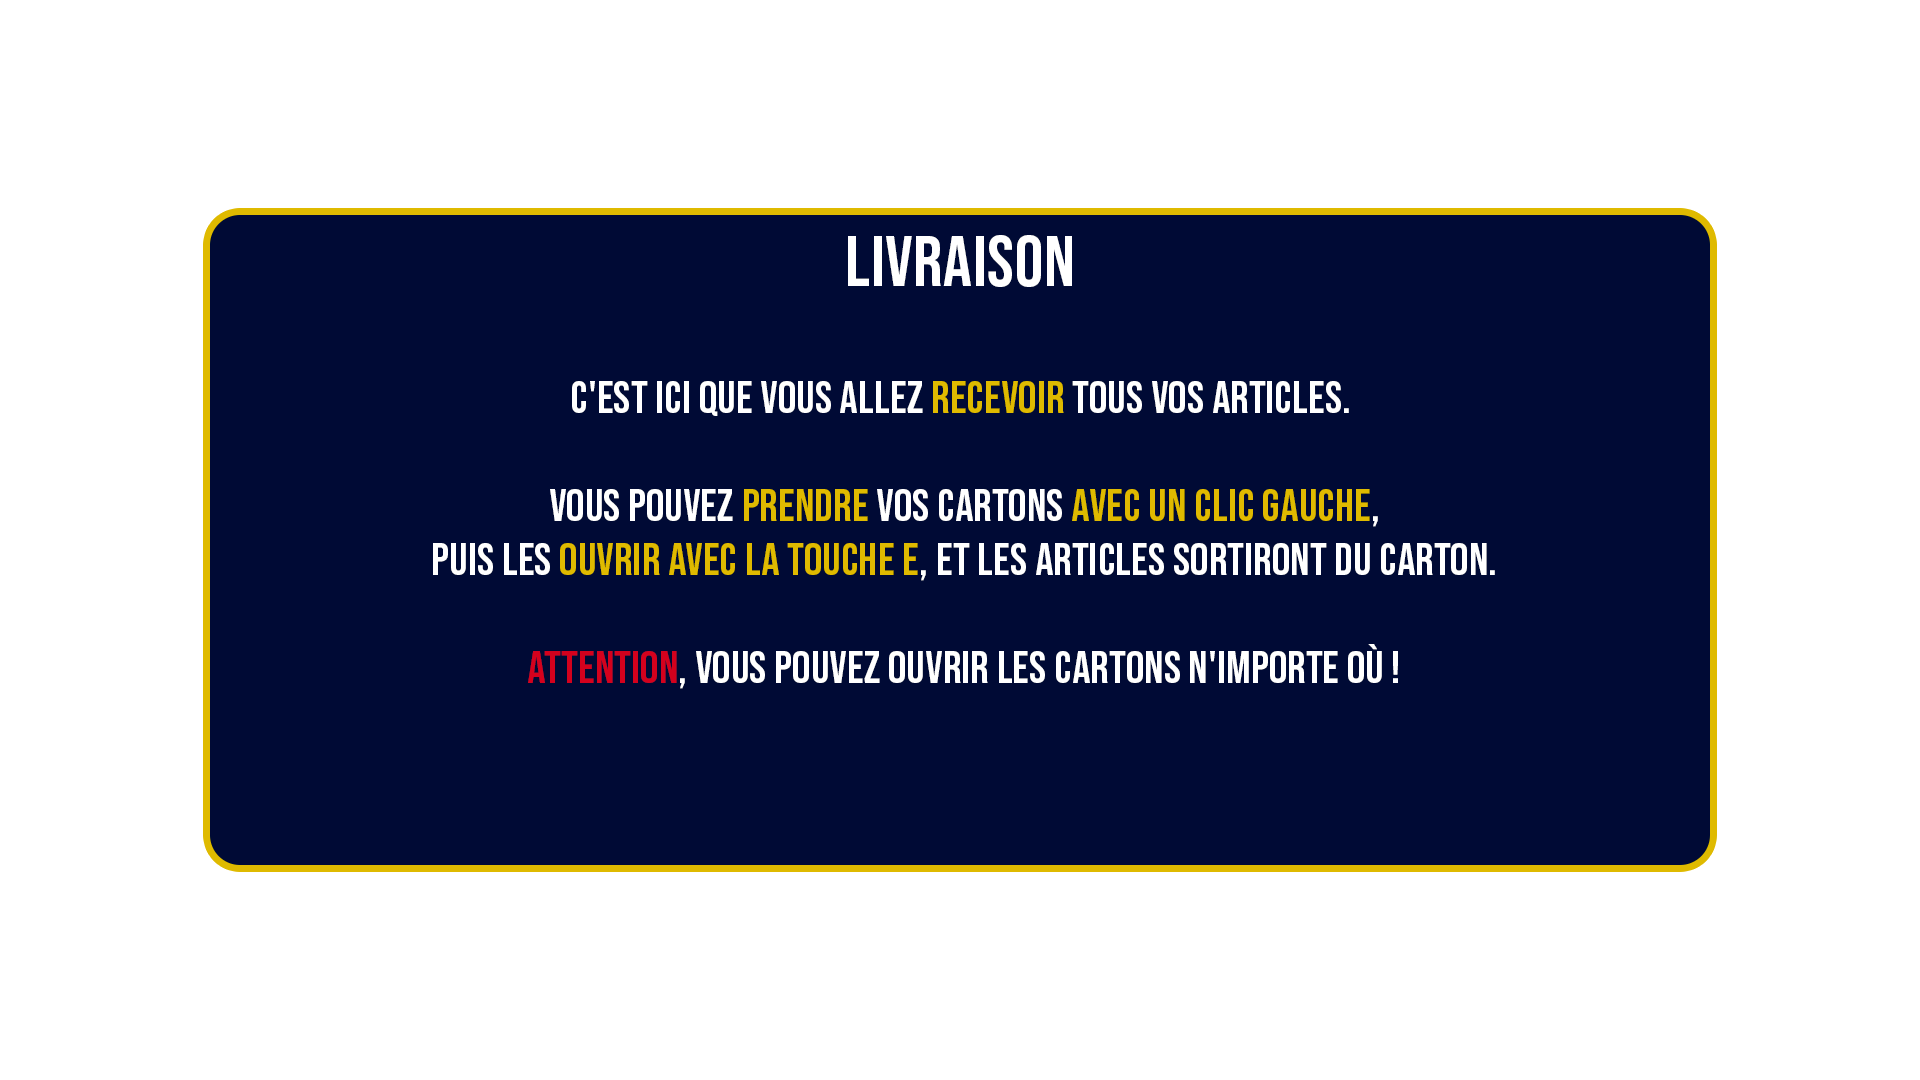 LIVRAISON
C'EST ICI QUE VOUS ALLEZ RECEVOIR TOUS VOS ARTICLES.
VOUS POUVEZ PRENDRE VOS CARTONS AVEC UN CLIC GAUCHE,
PUIS LES OUVRIR AVEC LA TOUCHE E, ET LES ARTICLES SORTIRONT DU CARTON.
ATTENTION, VOUS POUVEZ OUVRIR LES CARTONS N'IMPORTE OÙ !